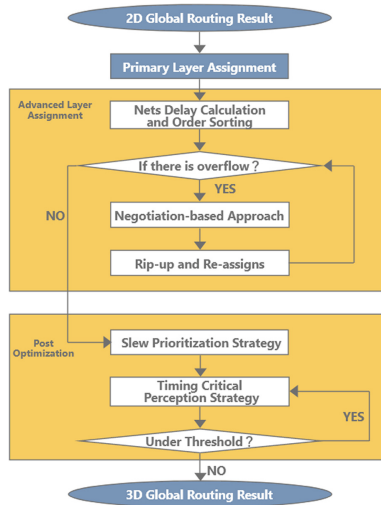 2D Global Routing Result
Primary Layer Assignment
Advanced Layer
Assignment
Nets Delay Calculation
and Order Sorting
If there is overflow ?
YES
NO
Negotiation-based Approach
Rip-up and Re-assigns
Post
Optimization
Slew Prioritization Strategy
Timing Critical
Perception Strategy
YES
Under Threshold ?
NO
3D Global Routing Result